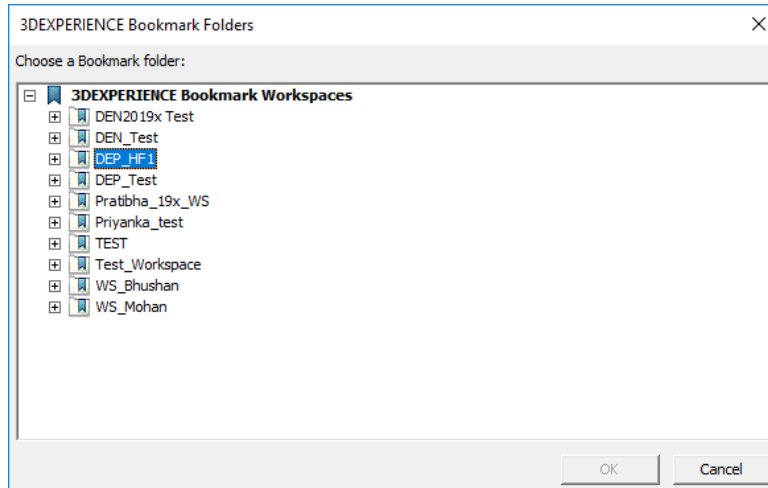 3DEXPERIENCE Bookmark Folders
Choose a Bookmark folder:
3DEXPERIENCE Bookmark Workspaces
DEN2019x Test
DEN_Test
DEP_HF1
DEP_Test
Pratibha_19x_WS
Priyanka_test
TEST
Test_Workspace
WS_Bhushan
WS_Mohan
OK Cancel